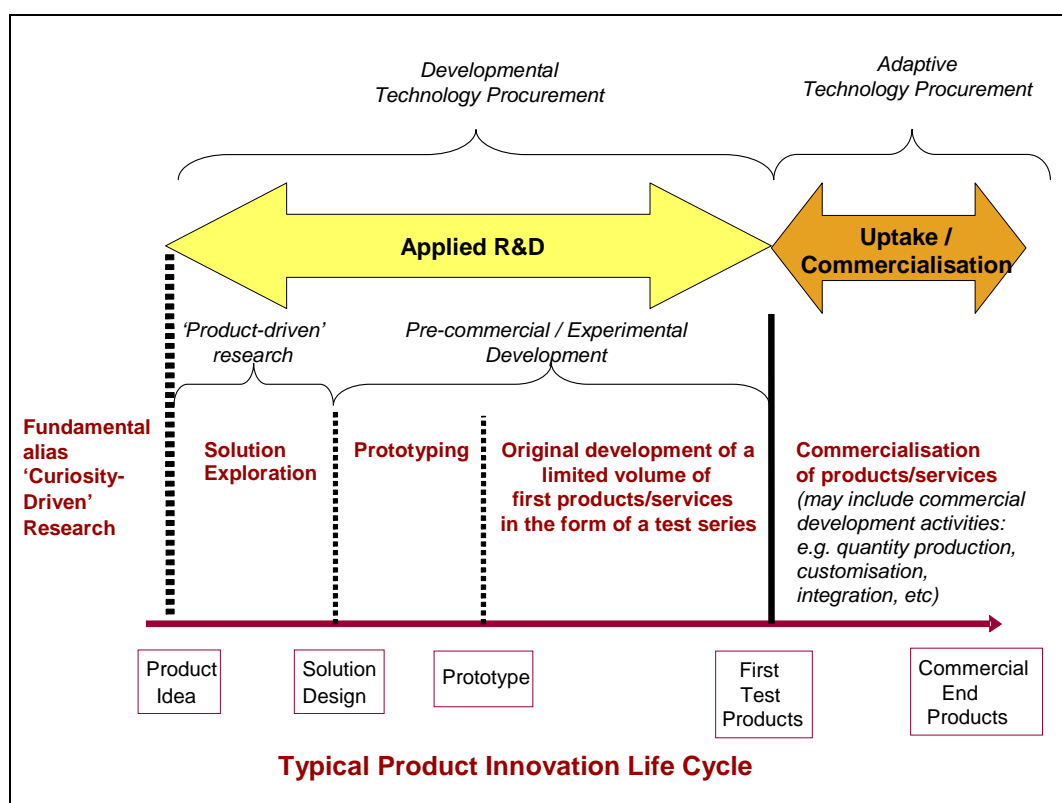 Developmental
Technology Procurement
Adaptive
Technology Procurement
Applied R&D
Uptake /
Commercialisation
‘Product-driven’
research
Pre-commercial / Experimental
Development
Fundamental
alias
‘Curiosity-
Driven’
Research
Solution
Exploration
Prototyping
Original development of a
limited volume of
first products/services
in the form of a test series
Commercialisation
of products/services
(may include commercial
development activities:
e.g. quantity production,
customisation,
integration, etc)
Product
Idea
Solution
Design
Prototype
First
Test
Products
Commercial
End
Products
Typical Product Innovation Life Cycle